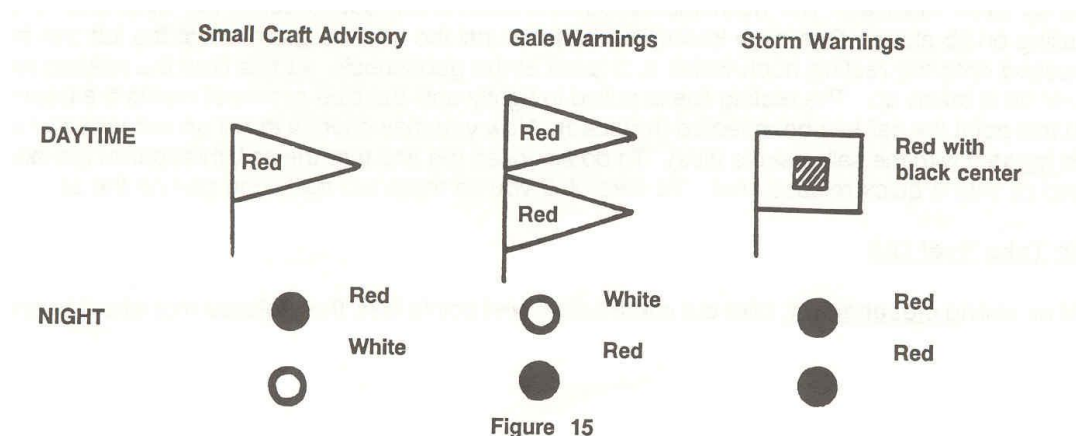 Small Craft Advisory Gale Warnings Storm Warnings
DAYTIME
Red
Red
Red
Red with
black center
NIGHT
Red White Red
White Red Red
Figure 15